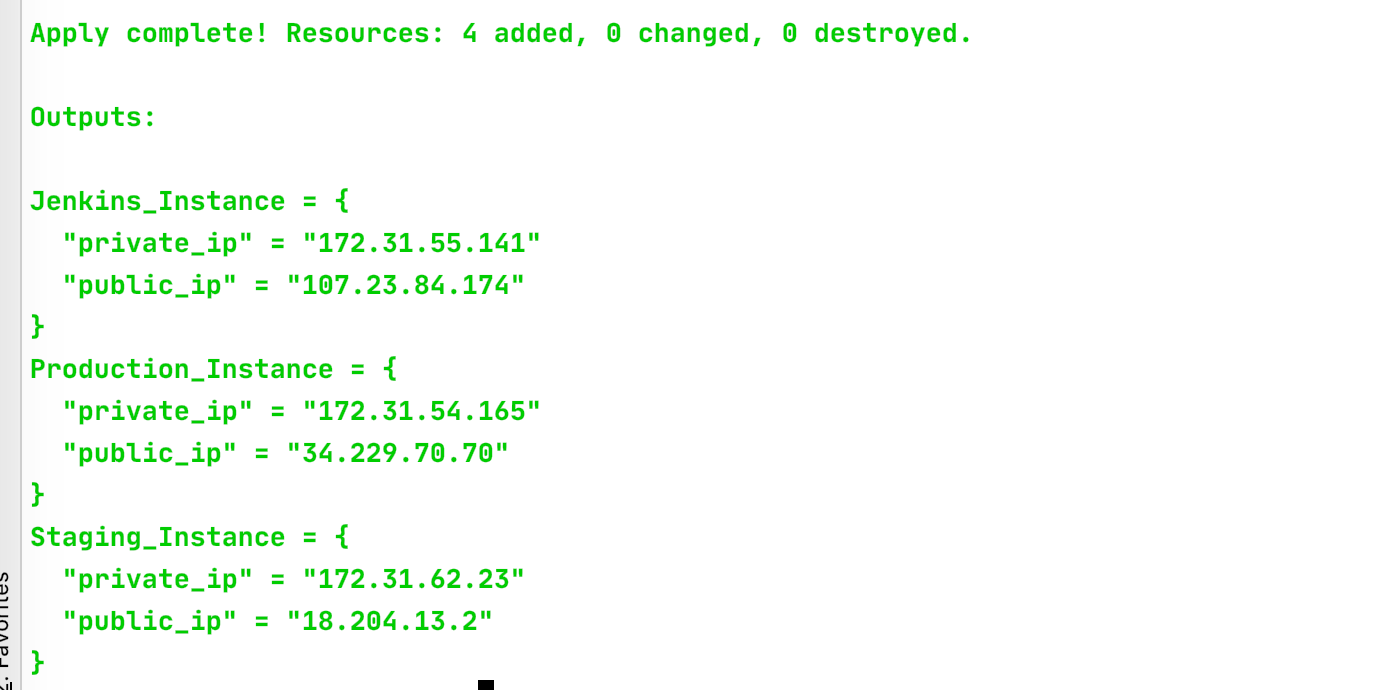 Apply complete! Resources: 4 added, 0 changed, 0 destroyed.
Outputs:
Jenkins_Instance = {
  "private_ip" = "172.31.55.141"
  "public_ip" = "107.23.84.174"
}
Production_Instance = {
  "private_ip" = "172.31.54.165"
  "public_ip" = "34.229.70.70"
}
Staging_Instance = {
  "private_ip" = "172.31.62.23"
  "public_ip" = "18.204.13.2"
}
2. Favorites